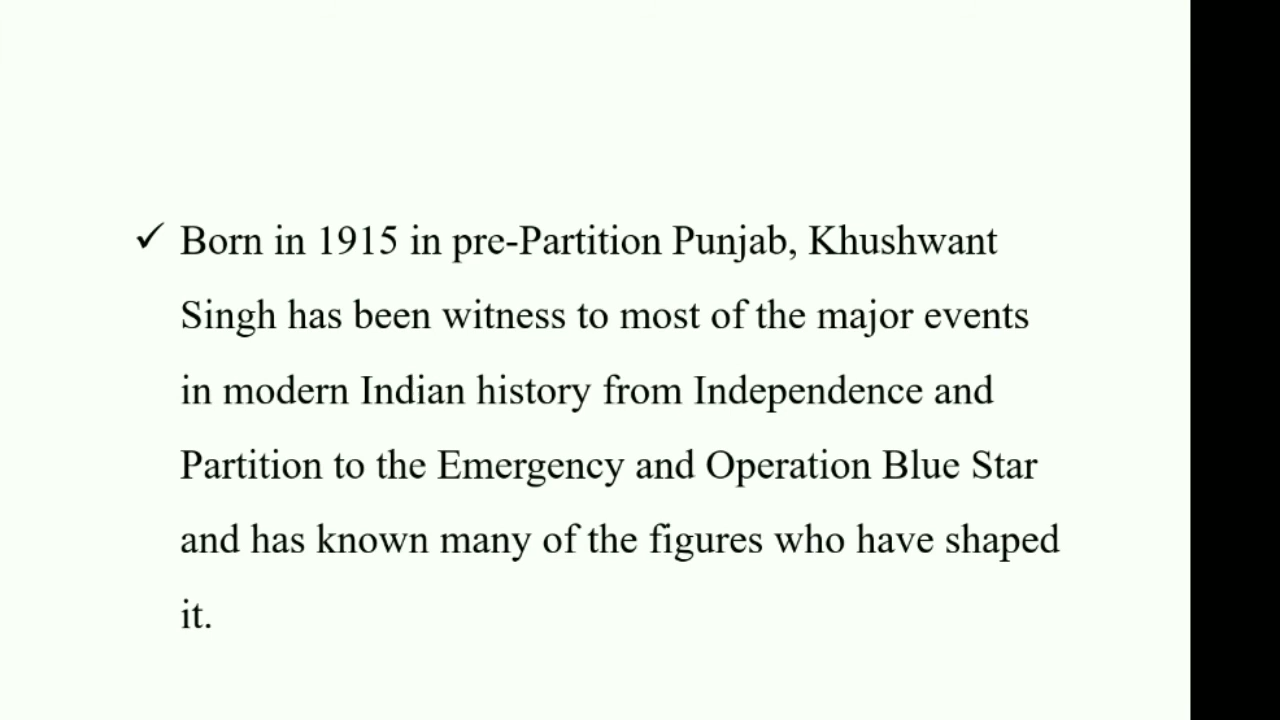 ✓ Born in 1915 in pre-Partition Punjab, Khushwant
Singh has been witness to most of the major events
in modern Indian history from Independence and
Partition to the Emergency and Operation Blue Star
and has known many of the figures who have shaped
it.